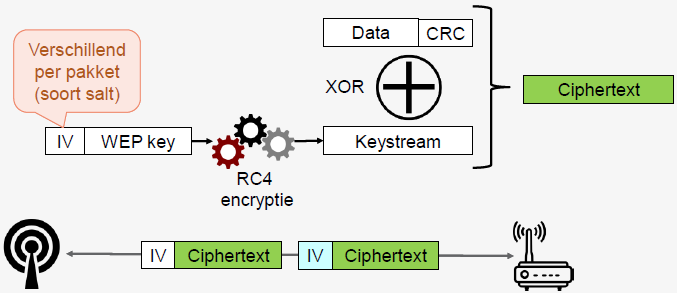 Verschillend
per pakket
(soort salt)
Data
CRC
XOR
Ciphertext
IV
WEP key
Keystream
RC4
encryptie
IV
Ciphertext
IV
Ciphertext